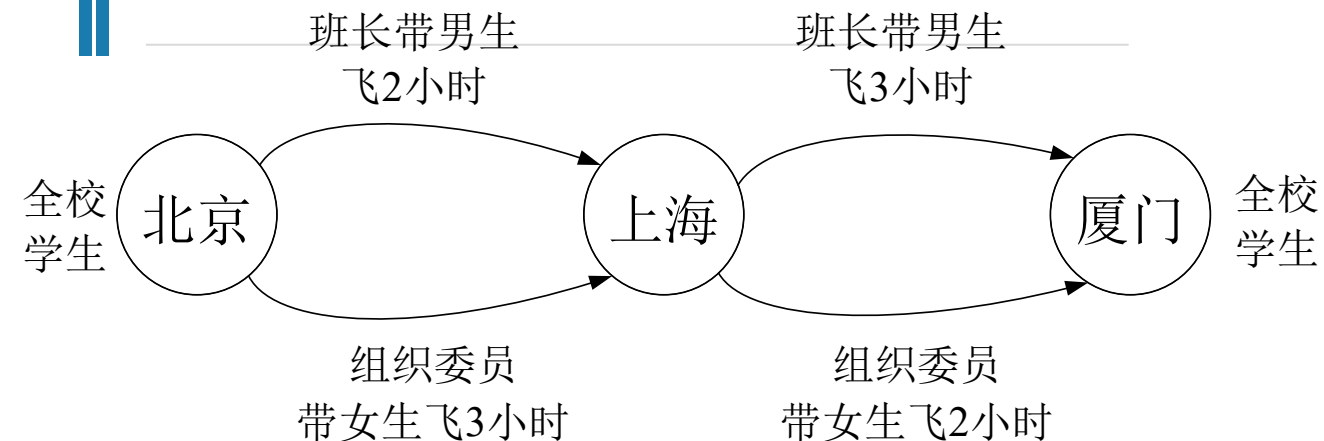 班长带男生
飞2小时
班长带男生
飞3小时
全校
学生
北京
上海
厦门
全校
学生
组织委员
带女生飞3小时
组织委员
带女生飞2小时